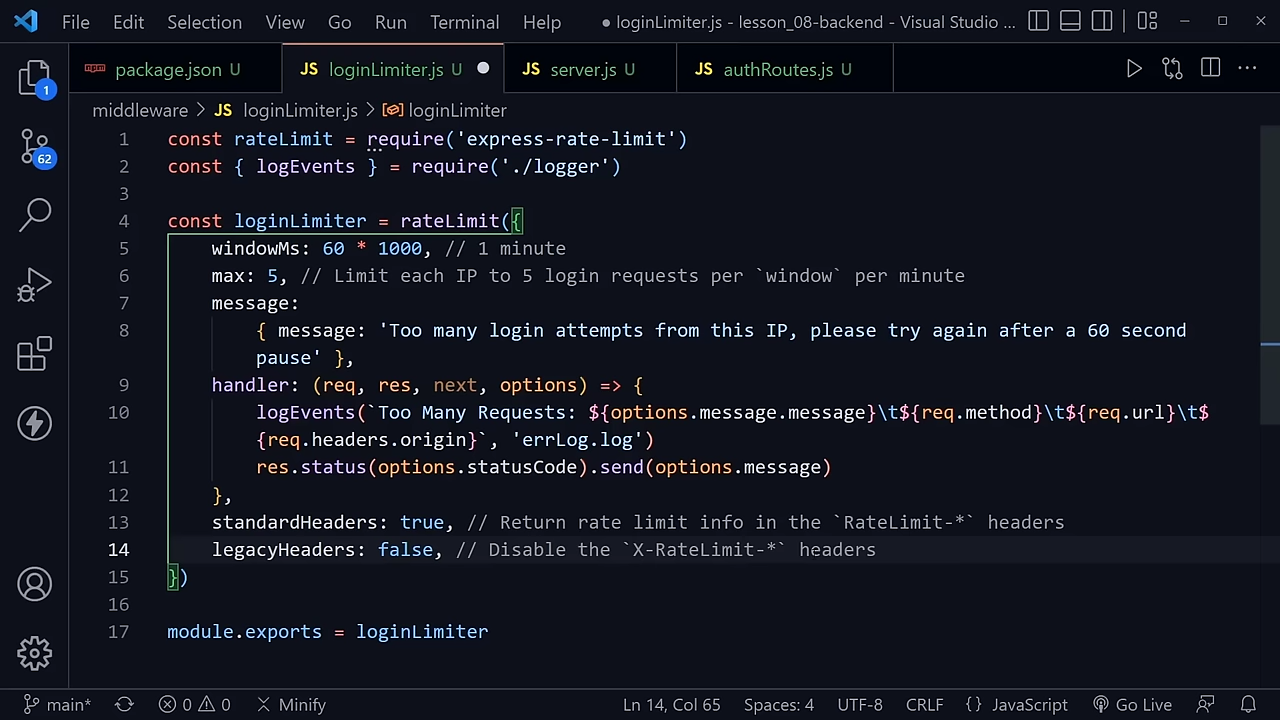 File Edit Selection View Go Run Terminal Help ● loginLimiter.js - lesson_08-backend - Visual Studio ...
package.json U JS loginLimiter.js U JS server.js U JS authRoutes.js U
middleware > JS loginLimiter.js > loginLimiter
1 const rateLimit = require('express-rate-limit')
2 const { logEvents } = require('./logger')
3
4 const loginLimiter = rateLimit({
5 windowMs: 60 * 1000, // 1 minute
6 max: 5, // Limit each IP to 5 login requests per `window` per minute
7 message:
8 { message: 'Too many login attempts from this IP, please try again after a 60 second
pause' },
9 handler: (req, res, next, options) => {
10 logEvents(`Too Many Requests: ${options.message.message}\t${req.method}\t${req.url}\t$
{req.headers.origin}`, 'errLog.log')
11 res.status(options.statusCode).send(options.message)
12 },
13 standardHeaders: true, // Return rate limit info in the `RateLimit-*` headers
14 legacyHeaders: false, // Disable the `X-RateLimit-*` headers
15 })
16
17 module.exports = loginLimiter
1
62
main* 0 0 Minify Ln 14, Col 65 Spaces: 4 UTF-8 CRLF {} JavaScript Go Live